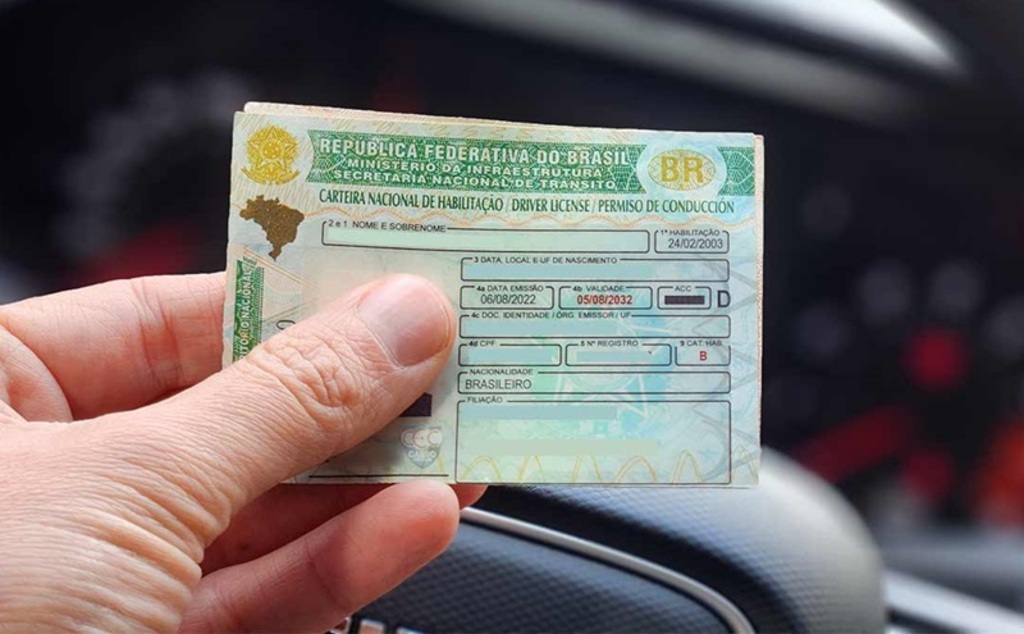 REPÚBLICA FEDERATIVA DO BRASIL
MINISTÉRIO DA INFRAESTRUTURA
SECRETARIA NACIONAL DE TRÂNSITO
BR
CARTEIRA NACIONAL DE HABILITAÇÃO / DRIVER LICENSE / PERMISO DE CONDUCCIÓN
2 e 1 NOME E SOBRENOME
1ª HABILITAÇÃO
24/02/2003
3 DATA, LOCAL E UF DE NASCIMENTO
4a DATA EMISSÃO
06/08/2022
4b VALIDADE
05/08/2032
ACC
D
4c DOC. IDENTIDADE / ÓRG. EMISSOR / UF
4d CPF
5 Nº REGISTRO
9 CAT. HAB.
B
NACIONALIDADE
BRASILEIRO
FILIAÇÃO